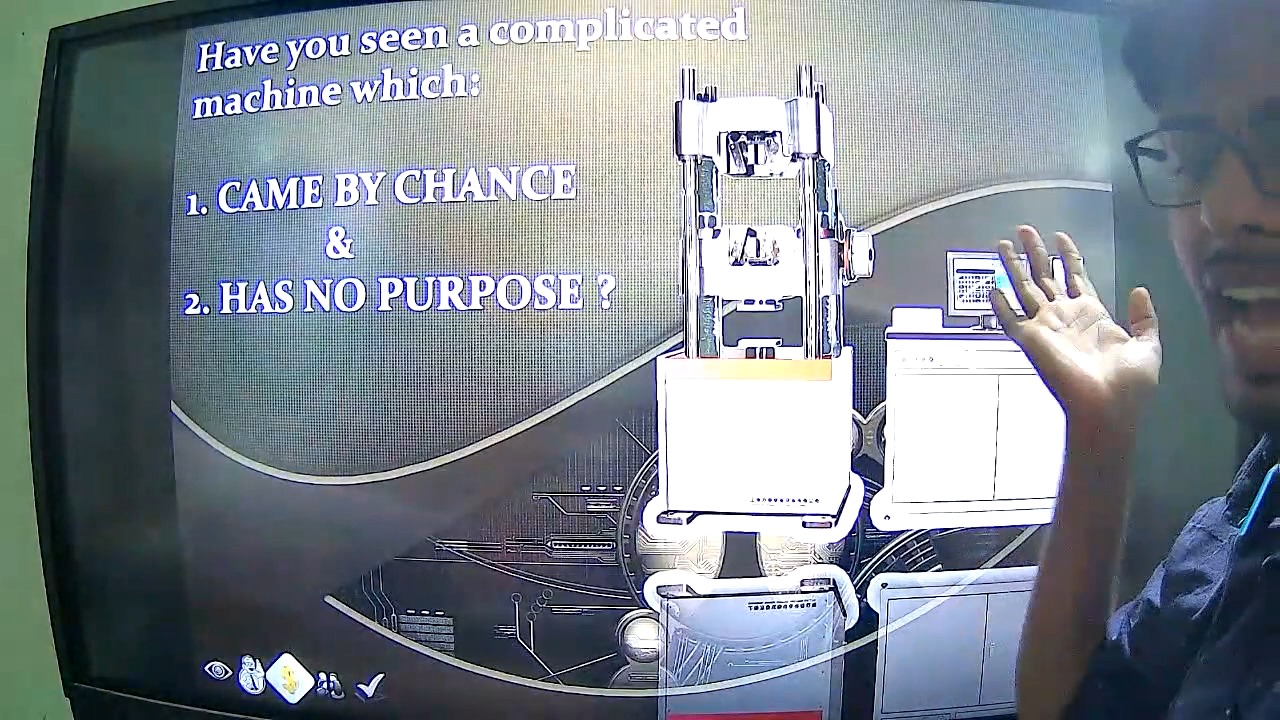 Have you seen a complicated
machine which:
1. CAME BY CHANCE
&
2. HAS NO PURPOSE ?